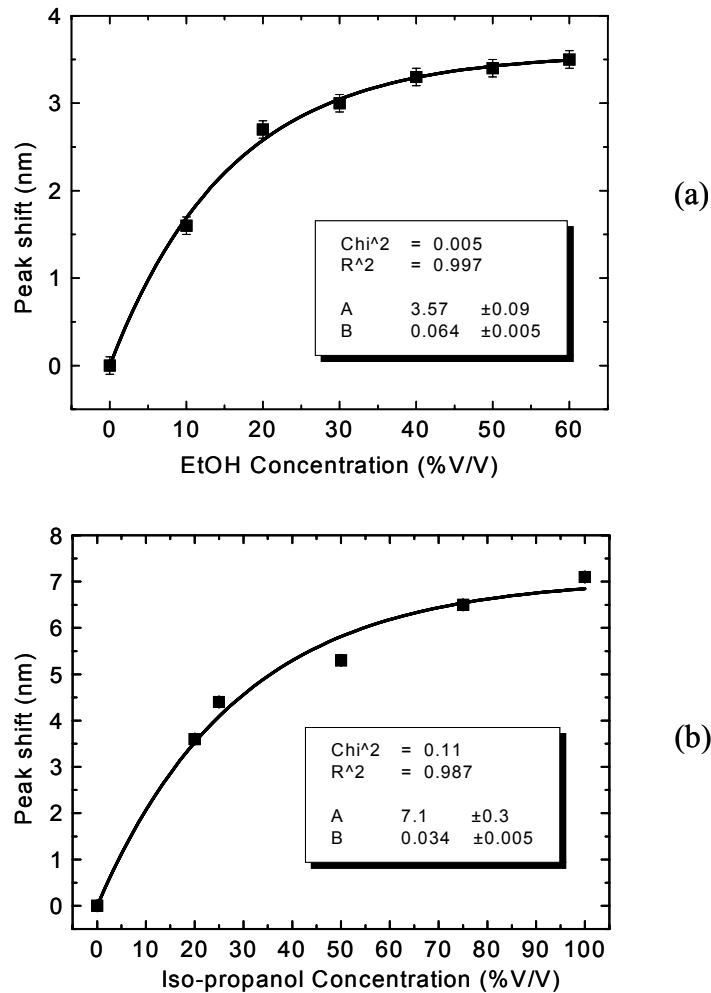 4
3
2
1
0
Peak shift (nm)
Chi^2 = 0.005
R^2 = 0.997
A 3.57 ±0.09
B 0.064 ±0.005
(a)
0 10 20 30 40 50 60
EtOH Concentration (%V/V)
8
7
6
5
4
3
2
1
0
Peak shift (nm)
Chi^2 = 0.11
R^2 = 0.987
A 7.1 ±0.3
B 0.034 ±0.005
(b)
0 10 20 30 40 50 60 70 80 90 100
Iso-propanol Concentration (%V/V)